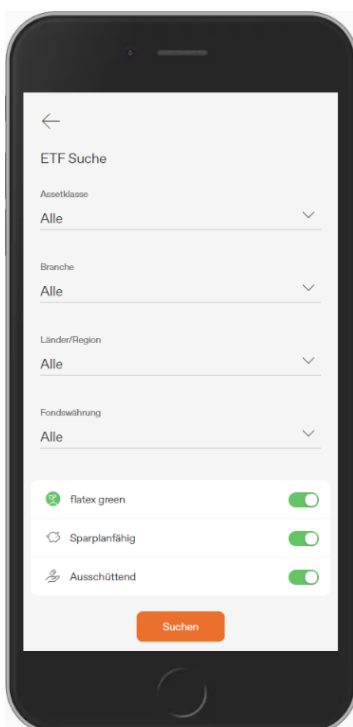 ETF Suche
Assetklasse
Alle
Branche
Alle
Länder/Region
Alle
Fondswährung
Alle
flatex green
Sparplanfähig
Ausschüttend
Suchen